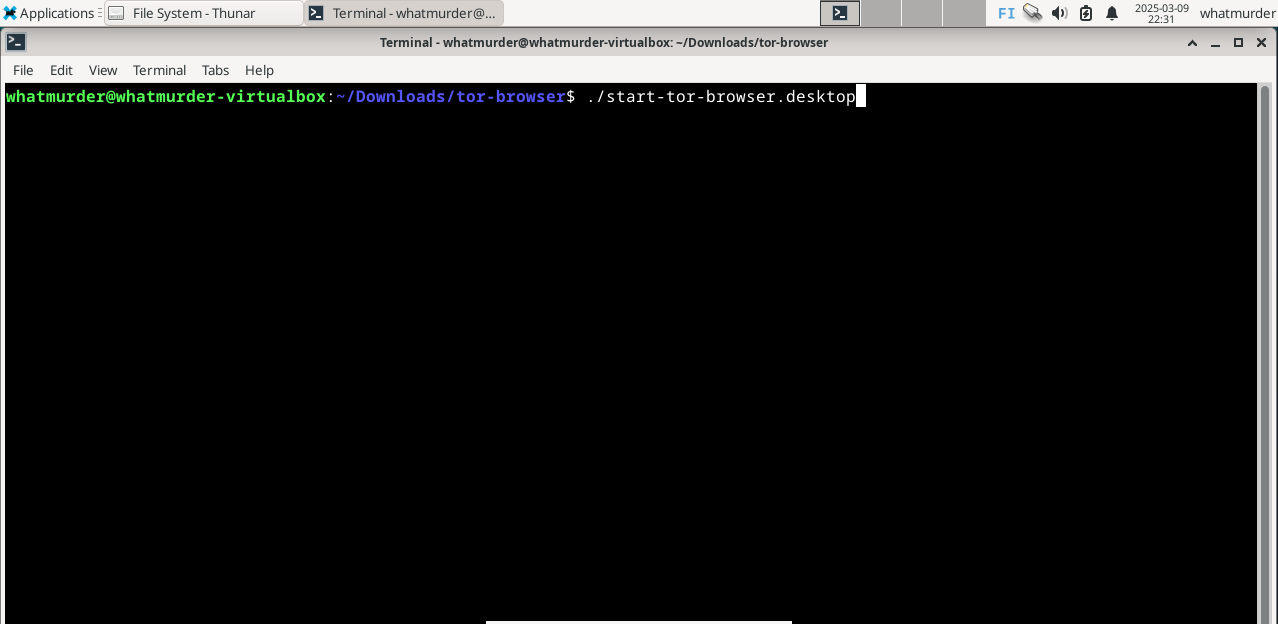 Applications File System - Thunar Terminal - whatmurder@... FI 2025-03-09 whatmurder
22:31
Terminal - whatmurder@whatmurder-virtualbox: ~/Downloads/tor-browser
File Edit View Terminal Tabs Help
whatmurder@whatmurder-virtualbox:~/Downloads/tor-browser$ ./start-tor-browser.desktop